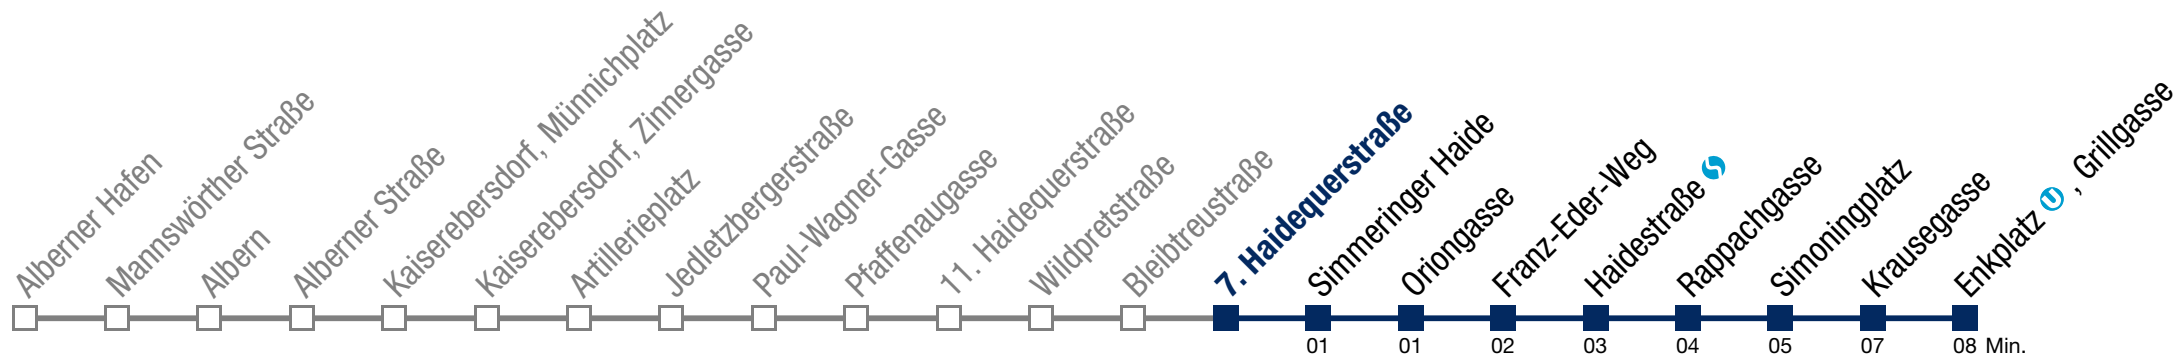 Alberner Hafen
Mannswörther Straße
Albern
Alberner Straße
Kaiserebersdorf, Münnichplatz
Kaiserebersdorf, Zinnergasse
Artillerieplatz
Jedletzbergerstraße
Paul-Wagner-Gasse
Pfaffenaugasse
11. Haidequerstraße
Wildpretstraße
Bleibtreustraße
7. Haidequerstraße
Simmeringer Haide
Oriongasse
Franz-Eder-Weg
Haidestraße S
Rappachgasse
Simoningplatz
Krausegasse
Enkplatz U , Grillgasse
01 01 02 03 04 05 07 08 Min.